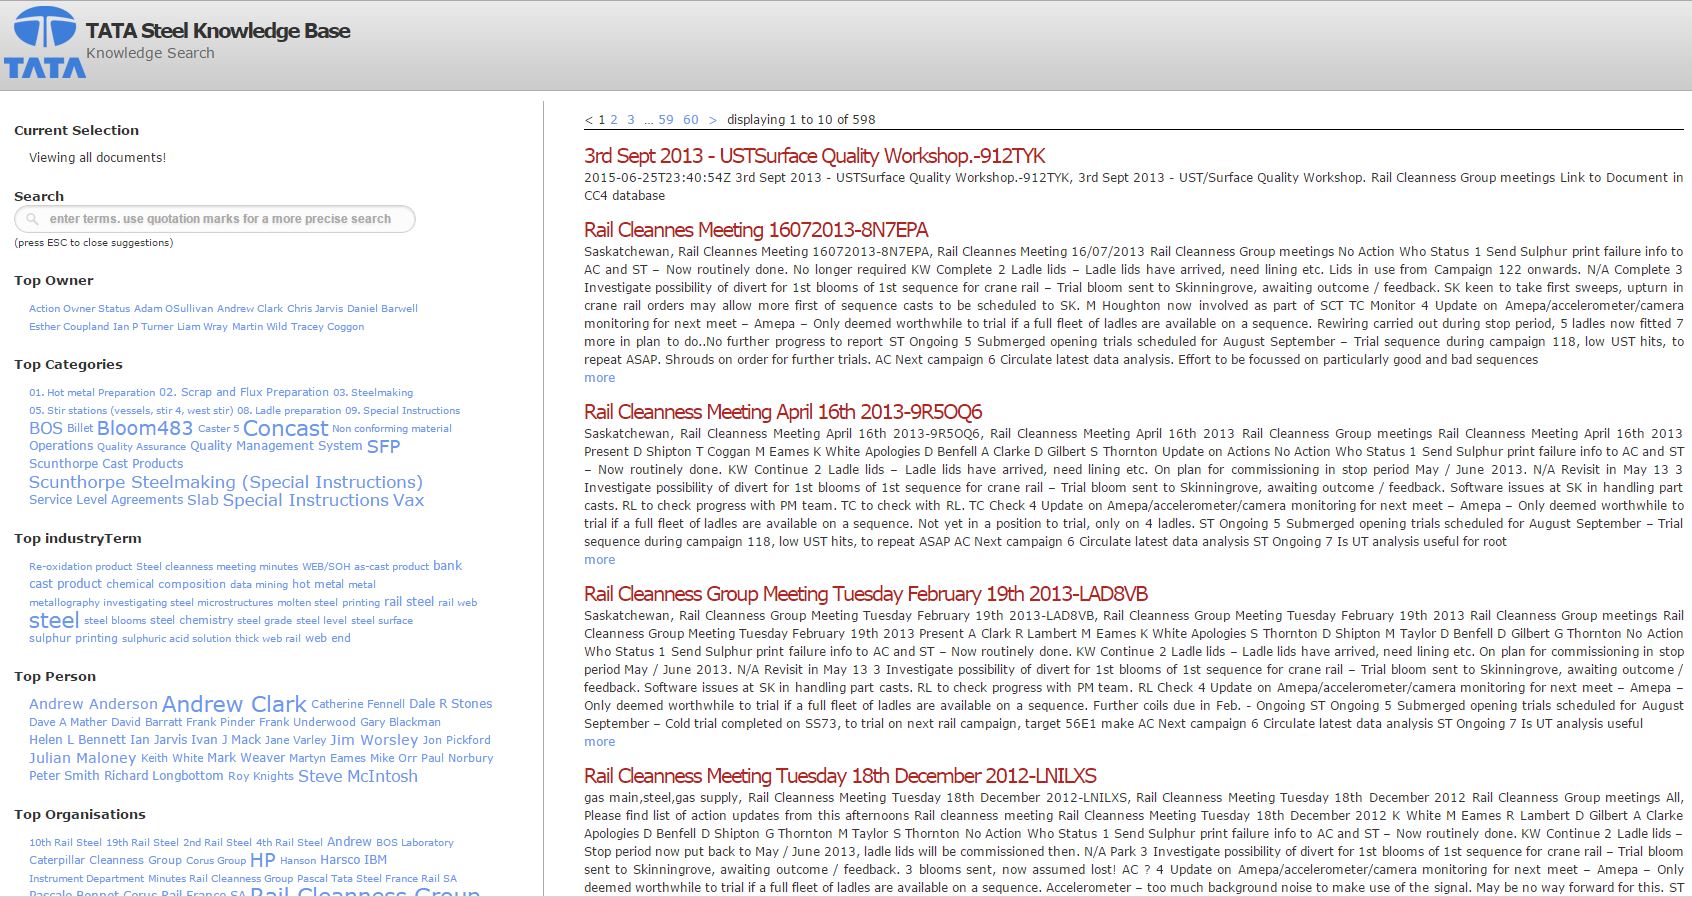 TATA
TATA Steel Knowledge Base
Knowledge Search
Current Selection
Viewing all documents!
Search
enter terms. use quotation marks for a more precise search
(press ESC to close suggestions)
Top Owner
Action Owner Status Adam OSullivan Andrew Clark Chris Jarvis Daniel Barwell
Esther Coupland Ian P Turner Liam Wray Martin Wild Tracey Coggon
Top Categories
01. Hot metal Preparation 02. Scrap and Flux Preparation 03. Steelmaking
05. Stir stations (vessels, stir 4, west stir) 08. Ladle preparation 09. Special Instructions
BOS Billet Bloom483 Caster 5 Concast Non conforming material
Operations Quality Assurance Quality Management System SFP
Scunthorpe Cast Products
Scunthorpe Steelmaking (Special Instructions)
Service Level Agreements Slab Special Instructions Vax
Top industryTerm
Re-oxidation product Steel cleanness meeting minutes WEB/SOH as-cast product bank
cast product chemical composition data mining hot metal metal
metallography investigating steel microstructures molten steel printing rail steel rail web
steel steel blooms steel chemistry steel grade steel level steel surface
sulphur printing sulphuric acid solution thick web rail web end
Top Person
Andrew Anderson Andrew Clark Catherine Fennell Dale R Stones
Dave A Mather David Barratt Frank Pinder Frank Underwood Gary Blackman
Helen L Bennett Ian Jarvis Ivan J Mack Jane Varley Jim Worsley Jon Pickford
Julian Maloney Keith White Mark Weaver Martyn Eames Mike Orr Paul Norbury
Peter Smith Richard Longbottom Roy Knights Steve McIntosh
Top Organisations
10th Rail Steel 19th Rail Steel 2nd Rail Steel 4th Rail Steel Andrew BOS Laboratory
Caterpillar Cleanness Group Corus Group HP Hanson Harsco IBM
Instrument Department Minutes Rail Cleanness Group Pascal Tata Steel France Rail SA
Pascale Bonnet Corus Rail France SA Rail Cleanness Group
< 1 2 3 ... 59 60 > displaying 1 to 10 of 598
3rd Sept 2013 - USTSurface Quality Workshop.-912TYK
2015-06-25T23:40:54Z 3rd Sept 2013 - USTSurface Quality Workshop.-912TYK, 3rd Sept 2013 - UST/Surface Quality Workshop. Rail Cleanness Group meetings Link to Document in
CC4 database
Rail Cleannes Meeting 16072013-8N7EPA
Saskatchewan, Rail Cleannes Meeting 16072013-8N7EPA, Rail Cleannes Meeting 16/07/2013 Rail Cleanness Group meetings No Action Who Status 1 Send Sulphur print failure info to
AC and ST – Now routinely done. No longer required KW Complete 2 Ladle lids – Ladle lids have arrived, need lining etc. Lids in use from Campaign 122 onwards. N/A Complete 3
Investigate possibility of divert for 1st blooms of 1st sequence for crane rail – Trial bloom sent to Skinningrove, awaiting outcome / feedback. SK keen to take first sweeps, upturn in
crane rail orders may allow more first of sequence casts to be scheduled to SK. M Houghton now involved as part of SCT TC Monitor 4 Update on Amepa/accelerometer/camera
monitoring for next meet – Amepa – Only deemed worthwhile to trial if a full fleet of ladles are available on a sequence. Rewiring carried out during stop period, 5 ladles now fitted 7
more in plan to do..No further progress to report ST Ongoing 5 Submerged opening trials scheduled for August September – Trial sequence during campaign 118, low UST hits, to
repeat ASAP. Shrouds on order for further trials. AC Next campaign 6 Circulate latest data analysis. Effort to be focussed on particularly good and bad sequences
more
Rail Cleanness Meeting April 16th 2013-9R5OQ6
Saskatchewan, Rail Cleanness Meeting April 16th 2013-9R5OQ6, Rail Cleanness Meeting April 16th 2013 Rail Cleanness Group meetings Rail Cleanness Meeting April 16th 2013
Present D Shipton T Coggan M Eames K White Apologies D Benfell A Clarke D Gilbert S Thornton Update on Actions No Action Who Status 1 Send Sulphur print failure info to AC and ST
– Now routinely done. KW Continue 2 Ladle lids – Ladle lids have arrived, need lining etc. On plan for commissioning in stop period May / June 2013. N/A Revisit in May 13 3
Investigate possibility of divert for 1st blooms of 1st sequence for crane rail – Trial bloom sent to Skinningrove, awaiting outcome / feedback. Software issues at SK in handling part
casts. RL to check progress with PM team. TC to check with RL. TC Check 4 Update on Amepa/accelerometer/camera monitoring for next meet – Amepa – Only deemed worthwhile to
trial if a full fleet of ladles are available on a sequence. Not yet in a position to trial, only on 4 ladles. ST Ongoing 5 Submerged opening trials scheduled for August September – Trial
sequence during campaign 118, low UST hits, to repeat ASAP AC Next campaign 6 Circulate latest data analysis ST Ongoing 7 Is UT analysis useful for root
more
Rail Cleanness Group Meeting Tuesday February 19th 2013-LAD8VB
Saskatchewan, Rail Cleanness Group Meeting Tuesday February 19th 2013-LAD8VB, Rail Cleanness Group Meeting Tuesday February 19th 2013 Rail Cleanness Group meetings Rail
Cleanness Group Meeting Tuesday February 19th 2013 Present A Clark R Lambert M Eames K White Apologies S Thornton D Shipton M Taylor D Benfell D Gilbert G Thornton No Action
Who Status 1 Send Sulphur print failure info to AC and ST – Now routinely done. KW Continue 2 Ladle lids – Ladle lids have arrived, need lining etc. On plan for commissioning in stop
period May / June 2013. N/A Revisit in May 13 3 Investigate possibility of divert for 1st blooms of 1st sequence for crane rail – Trial bloom sent to Skinningrove, awaiting outcome /
feedback. Software issues at SK in handling part casts. RL to check progress with PM team. RL Check 4 Update on Amepa/accelerometer/camera monitoring for next meet – Amepa –
Only deemed worthwhile to trial if a full fleet of ladles are available on a sequence. Further coils due in Feb. - Ongoing ST Ongoing 5 Submerged opening trials scheduled for August
September – Cold trial completed on SS73, to trial on next rail campaign, target 56E1 make AC Next campaign 6 Circulate latest data analysis ST Ongoing 7 Is UT analysis useful
more
Rail Cleanness Meeting Tuesday 18th December 2012-LNILXS
gas main,steel,gas supply, Rail Cleanness Meeting Tuesday 18th December 2012-LNILXS, Rail Cleanness Meeting Tuesday 18th December 2012 Rail Cleanness Group meetings All,
Please find list of action updates from this afternoons Rail cleanness meeting Rail Cleanness Meeting Tuesday 18th December 2012 K White M Eames R Lambert D Gilbert A Clarke
Apologies D Benfell D Shipton G Thornton M Taylor S Thornton No Action Who Status 1 Send Sulphur print failure info to AC and ST – Now routinely done. KW Continue 2 Ladle lids –
Stop period now put back to May / June 2013, ladle lids will be commissioned then. N/A Park 3 Investigate possibility of divert for 1st blooms of 1st sequence for crane rail – Trial bloom
sent to Skinningrove, awaiting outcome / feedback. 3 blooms sent, now assumed lost! AC ? 4 Update on Amepa/accelerometer/camera monitoring for next meet – Amepa – Only
deemed worthwhile to trial if a full fleet of ladles are available on a sequence. Accelerometer – too much background noise to make use of the signal. May be no way forward for this. ST